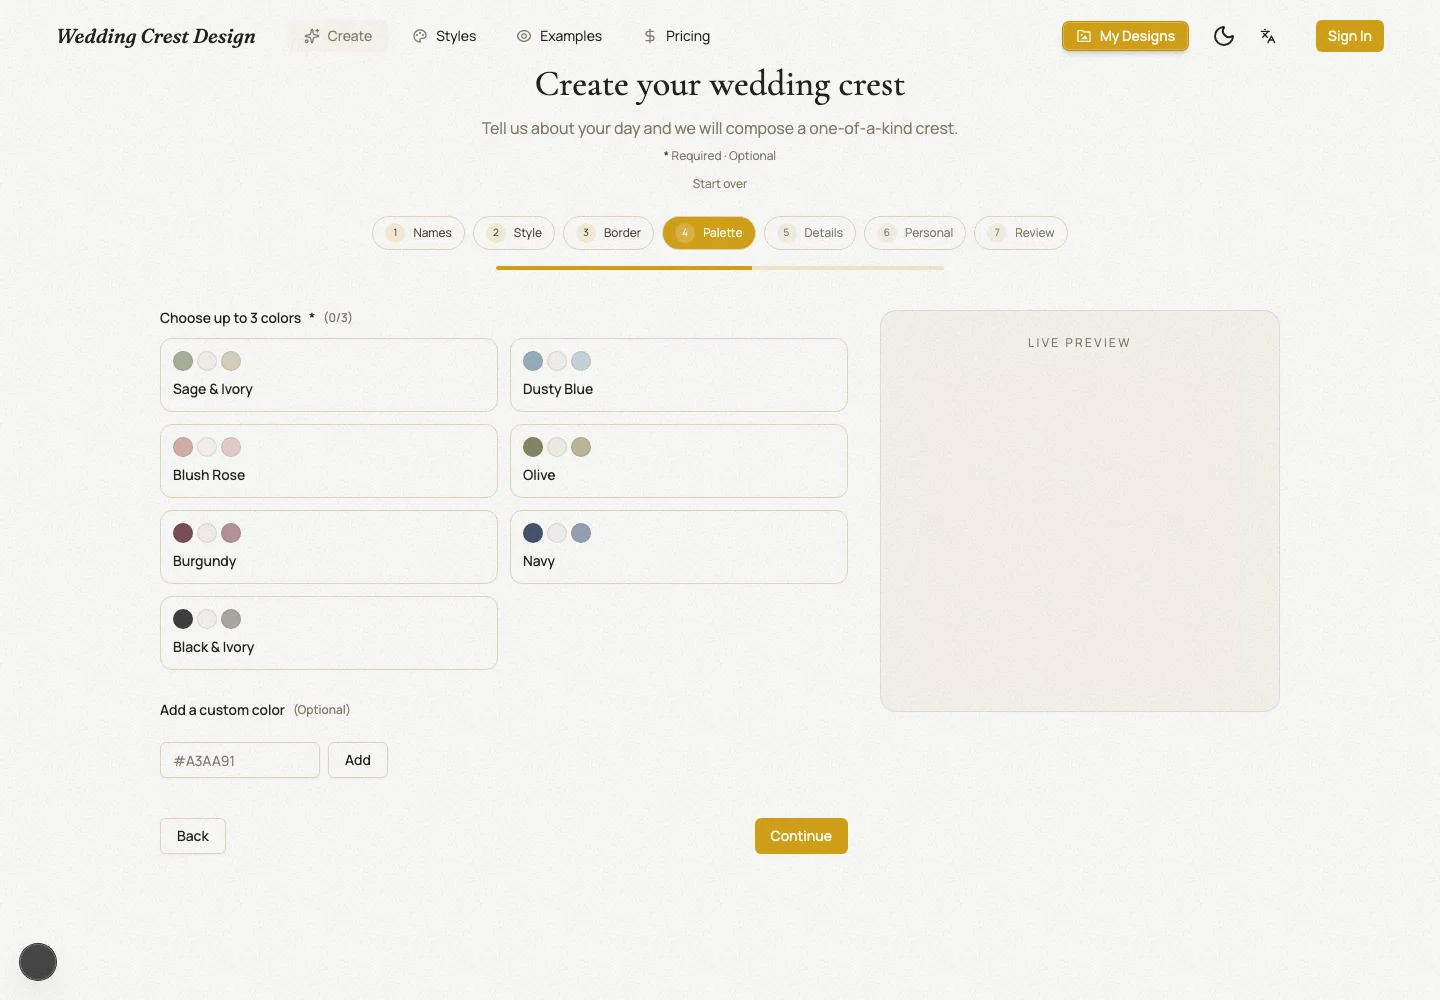 Wedding Crest Design
Create
Styles
Examples
Pricing
My Designs
Sign In
Create your wedding crest
Tell us about your day and we will compose a one-of-a-kind crest.
* Required · Optional
Start over
1 Names
2 Style
3 Border
4 Palette
5 Details
6 Personal
7 Review
Choose up to 3 colors * (0/3)
Sage & Ivory
Dusty Blue
Blush Rose
Olive
Burgundy
Navy
Black & Ivory
Add a custom color (Optional)
#A3AA91
Add
Back
Continue
LIVE PREVIEW